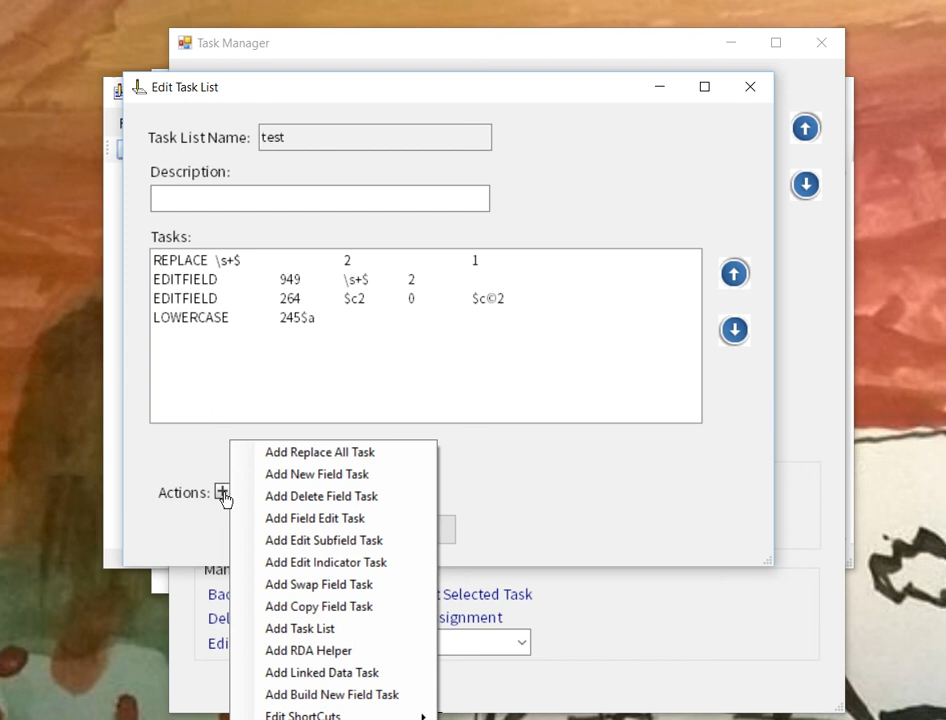 Task Manager
Edit Task List
Task List Name: test
Description:
Tasks:
REPLACE \s+$ 2 1
EDITFIELD 949 \s+$ 2
EDITFIELD 264 $c2 0 $c©2
LOWERCASE 245$a
Actions:
Add Replace All Task
Add New Field Task
Add Delete Field Task
Add Field Edit Task
Add Edit Subfield Task
Add Edit Indicator Task
Add Swap Field Task
Add Copy Field Task
Add Task List
Add RDA Helper
Add Linked Data Task
Add Build New Field Task
Edit ShortCuts
Man
Bac t Selected Task
Del signment
Edi